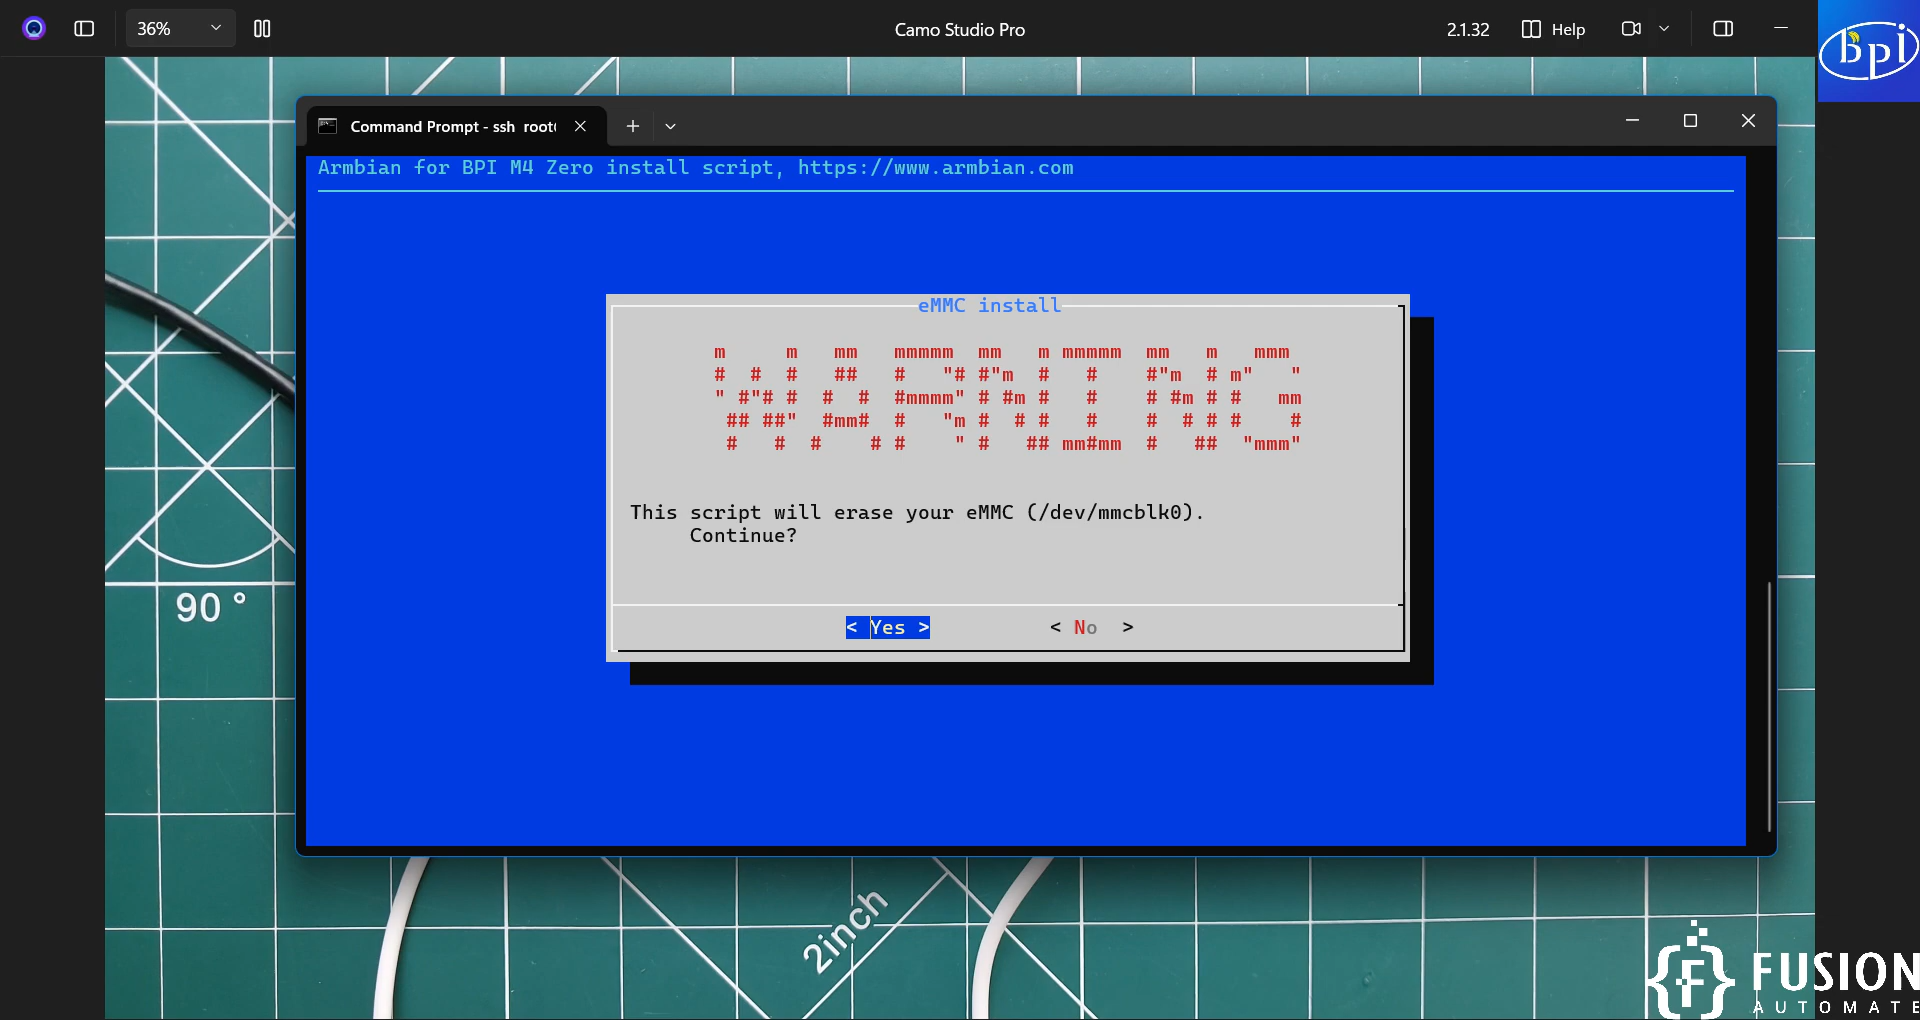 36%
Camo Studio Pro
2.1.32
Help
bpi
Command Prompt - ssh root(
Armbian for BPI M4 Zero install script, https://www.armbian.com
eMMC install
WARNING
This script will erase your eMMC (/dev/mmcblk0).
Continue?
< Yes >
< No >
90°
2inch
{F} FUSION
AUTOMATE